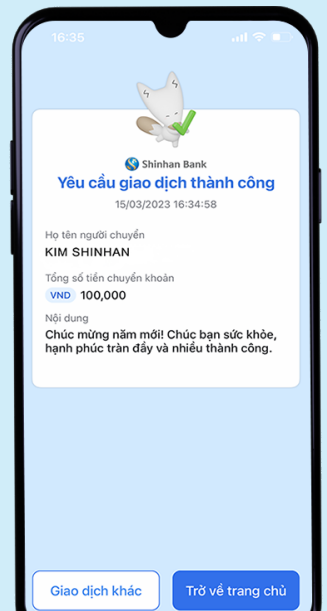 16:35
Shinhan Bank
Yêu cầu giao dịch thành công
15/03/2023 16:34:58
Họ tên người chuyển
KIM SHINHAN
Tổng số tiền chuyển khoản
VND 100,000
Nội dung
Chúc mừng năm mới! Chúc bạn sức khỏe,
hạnh phúc tràn đầy và nhiều thành công.
Giao dịch khác
Trở về trang chủ